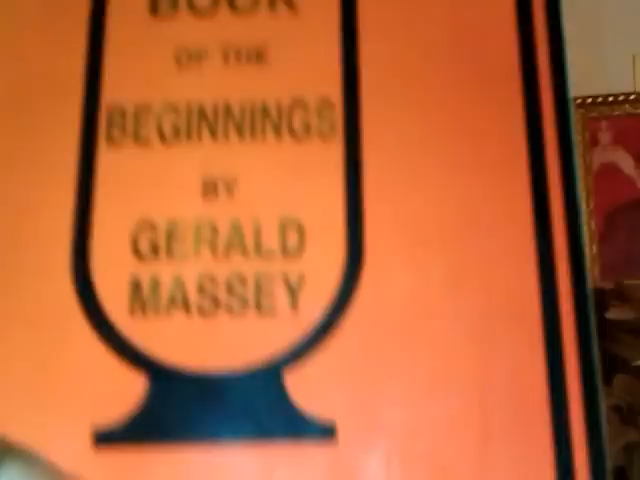 BOOK
OF THE
BEGINNINGS
BY
GERALD
MASSEY